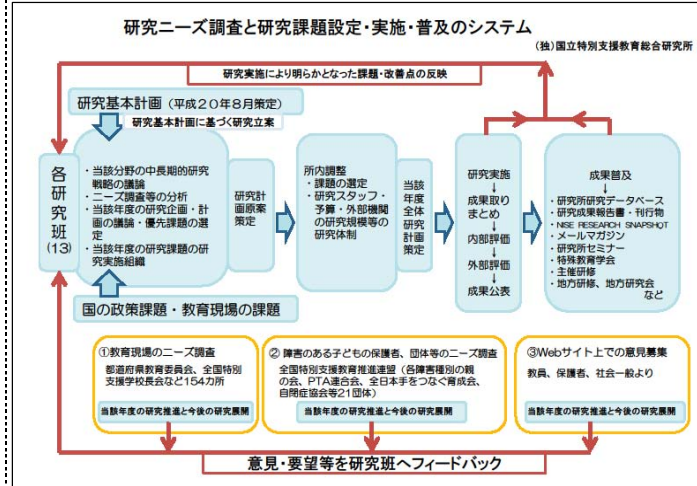 研究ニーズ調査と研究課題設定・実施・普及のシステム
(独)国立特別支援教育総合研究所
研究実施により明らかとなった課題・改善点の反映
研究基本計画(平成20年8月策定)
研究基本計画に基づく研究立案
各研究班
(13)
・当該分野の中長期的研究
戦略の議論
・ニーズ調査等の分析
・当該年度の研究企画・計
画の議論・優先課題の選
定
・当該年度の研究課題の研
究実施組織
研究計
画原案
策定
所内調整
・課題の選定
・研究スタッフ・
予算・外部機関
の研究規模等の
研究体制
当該
年度
全体
研究
計画
策定
研究実施
↓
成果取り
まとめ
↓
内部評価
↓
外部評価
↓
成果公表
成果普及
↓
・研究所研究データベース
・研究成果報告書・刊行物
・NISE RESEARCH SNAPSHOT
・メールマガジン
・研究所セミナー
・特殊教育学会
・主催研修
・地方研修、地方研究会
など
国の政策課題・教育現場の課題
①教育現場のニーズ調査
都道府県教育委員会、全国特別
支援学校長会など154カ所
当該年度の研究推進と今後の研究展開
② 障害のある子どもの保護者、団体等のニーズ調査
全国特別支援教育推進連盟(各障害種別の親
の会、PTA連合会、全日本手をつなぐ育成会、
自閉症協会等21団体)
当該年度の研究推進と今後の研究展開
③Webサイト上での意見募集
教員、保護者、社会一般より
当該年度の研究推進と今後の研究展開
意見・要望等を研究班へフィードバック